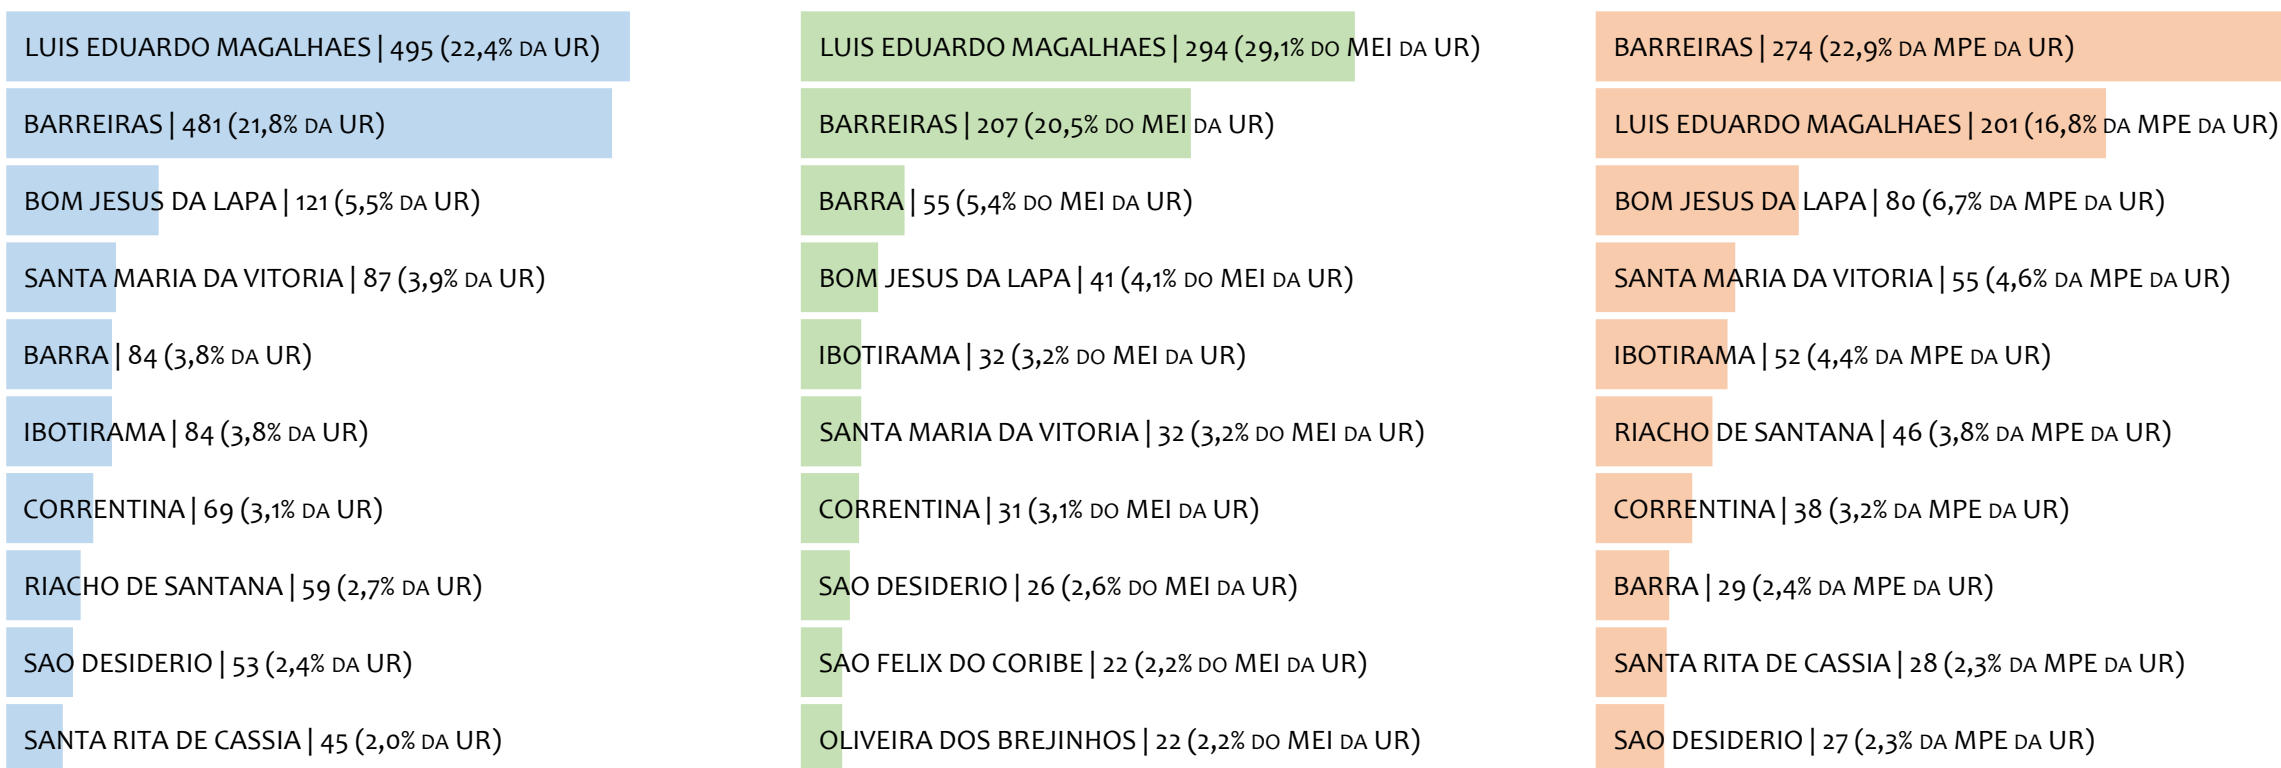 LUIS EDUARDO MAGALHAES | 495 (22,4% DA UR)
BARREIRAS | 481 (21,8% DA UR)
BOM JESUS DA LAPA | 121 (5,5% DA UR)
SANTA MARIA DA VITORIA | 87 (3,9% DA UR)
BARRA | 84 (3,8% DA UR)
IBOTIRAMA | 84 (3,8% DA UR)
CORRENTINA | 69 (3,1% DA UR)
RIACHO DE SANTANA | 59 (2,7% DA UR)
SAO DESIDERIO | 53 (2,4% DA UR)
SANTA RITA DE CASSIA | 45 (2,0% DA UR)
LUIS EDUARDO MAGALHAES | 294 (29,1% DO MEI DA UR)
BARREIRAS | 207 (20,5% DO MEI DA UR)
BARRA | 55 (5,4% DO MEI DA UR)
BOM JESUS DA LAPA | 41 (4,1% DO MEI DA UR)
IBOTIRAMA | 32 (3,2% DO MEI DA UR)
SANTA MARIA DA VITORIA | 32 (3,2% DO MEI DA UR)
CORRENTINA | 31 (3,1% DO MEI DA UR)
SAO DESIDERIO | 26 (2,6% DO MEI DA UR)
SAO FELIX DO CORIBE | 22 (2,2% DO MEI DA UR)
OLIVEIRA DOS BREJINHOS | 22 (2,2% DO MEI DA UR)
BARREIRAS | 274 (22,9% DA MPE DA UR)
LUIS EDUARDO MAGALHAES | 201 (16,8% DA MPE DA UR)
BOM JESUS DA LAPA | 80 (6,7% DA MPE DA UR)
SANTA MARIA DA VITORIA | 55 (4,6% DA MPE DA UR)
IBOTIRAMA | 52 (4,4% DA MPE DA UR)
RIACHO DE SANTANA | 46 (3,8% DA MPE DA UR)
CORRENTINA | 38 (3,2% DA MPE DA UR)
BARRA | 29 (2,4% DA MPE DA UR)
SANTA RITA DE CASSIA | 28 (2,3% DA MPE DA UR)
SAO DESIDERIO | 27 (2,3% DA MPE DA UR)